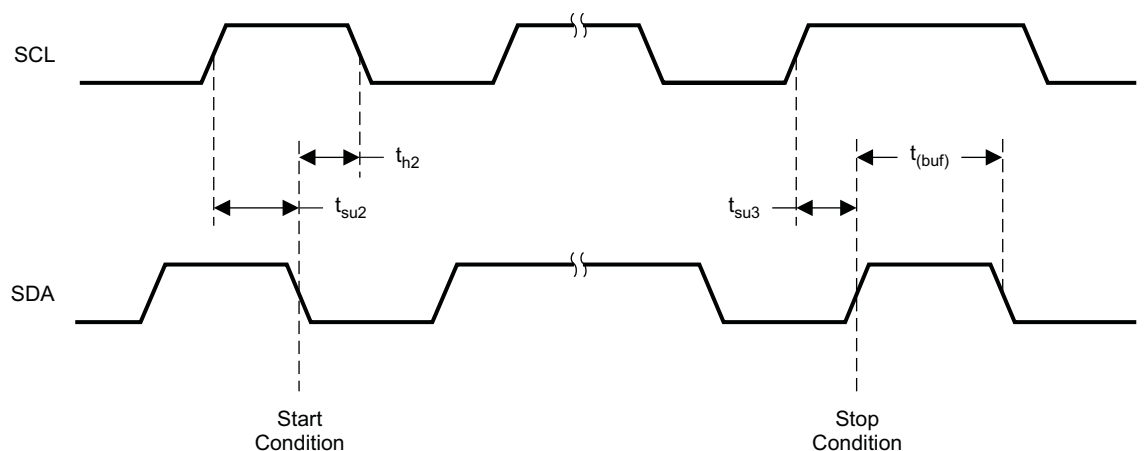 SCL
t_h2
t_(buf)
t_su2
t_su3
SDA
Start
Condition
Stop
Condition